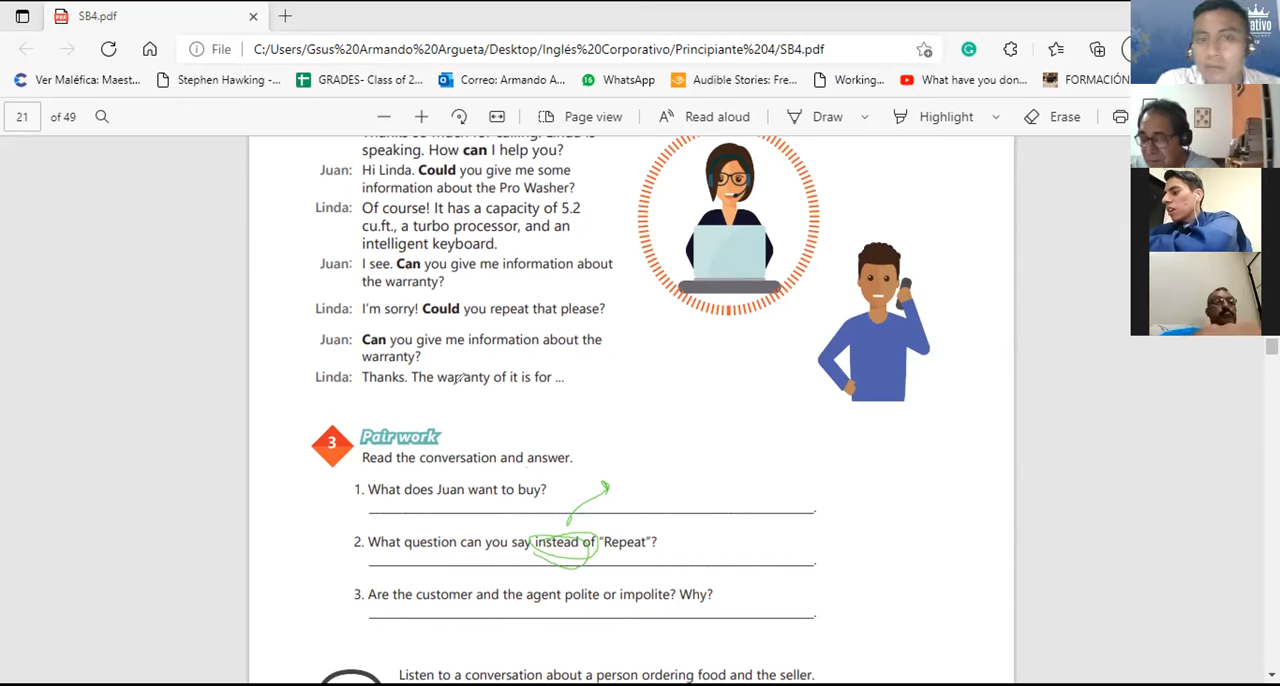 SB4.pdf
File
C:/Users/Gsus%20Armando%20Argueta/Desktop/Inglés%20Corporativo/Principiante%204/SB4.pdf
Ver Maléfica: Maest...
Stephen Hawking -...
GRADES- Class of 2...
Correo: Armando A...
WhatsApp
Audible Stories: Fre...
Working...
What have you don...
FORMACIÓN
21 of 49
Page view
Read aloud
Draw
Highlight
Erase
speaking. How can I help you?
Juan: Hi Linda. Could you give me some
information about the Pro Washer?
Linda: Of course! It has a capacity of 5.2
cu.ft., a turbo processor, and an
intelligent keyboard.
Juan: I see. Can you give me information about
the warranty?
Linda: I'm sorry! Could you repeat that please?
Juan: Can you give me information about the
warranty?
Linda: Thanks. The warranty of it is for ...
3 Pair work
Read the conversation and answer.
1. What does Juan want to buy?
2. What question can you say instead of "Repeat"?
3. Are the customer and the agent polite or impolite? Why?
Listen to a conversation about a person ordering food and the seller.